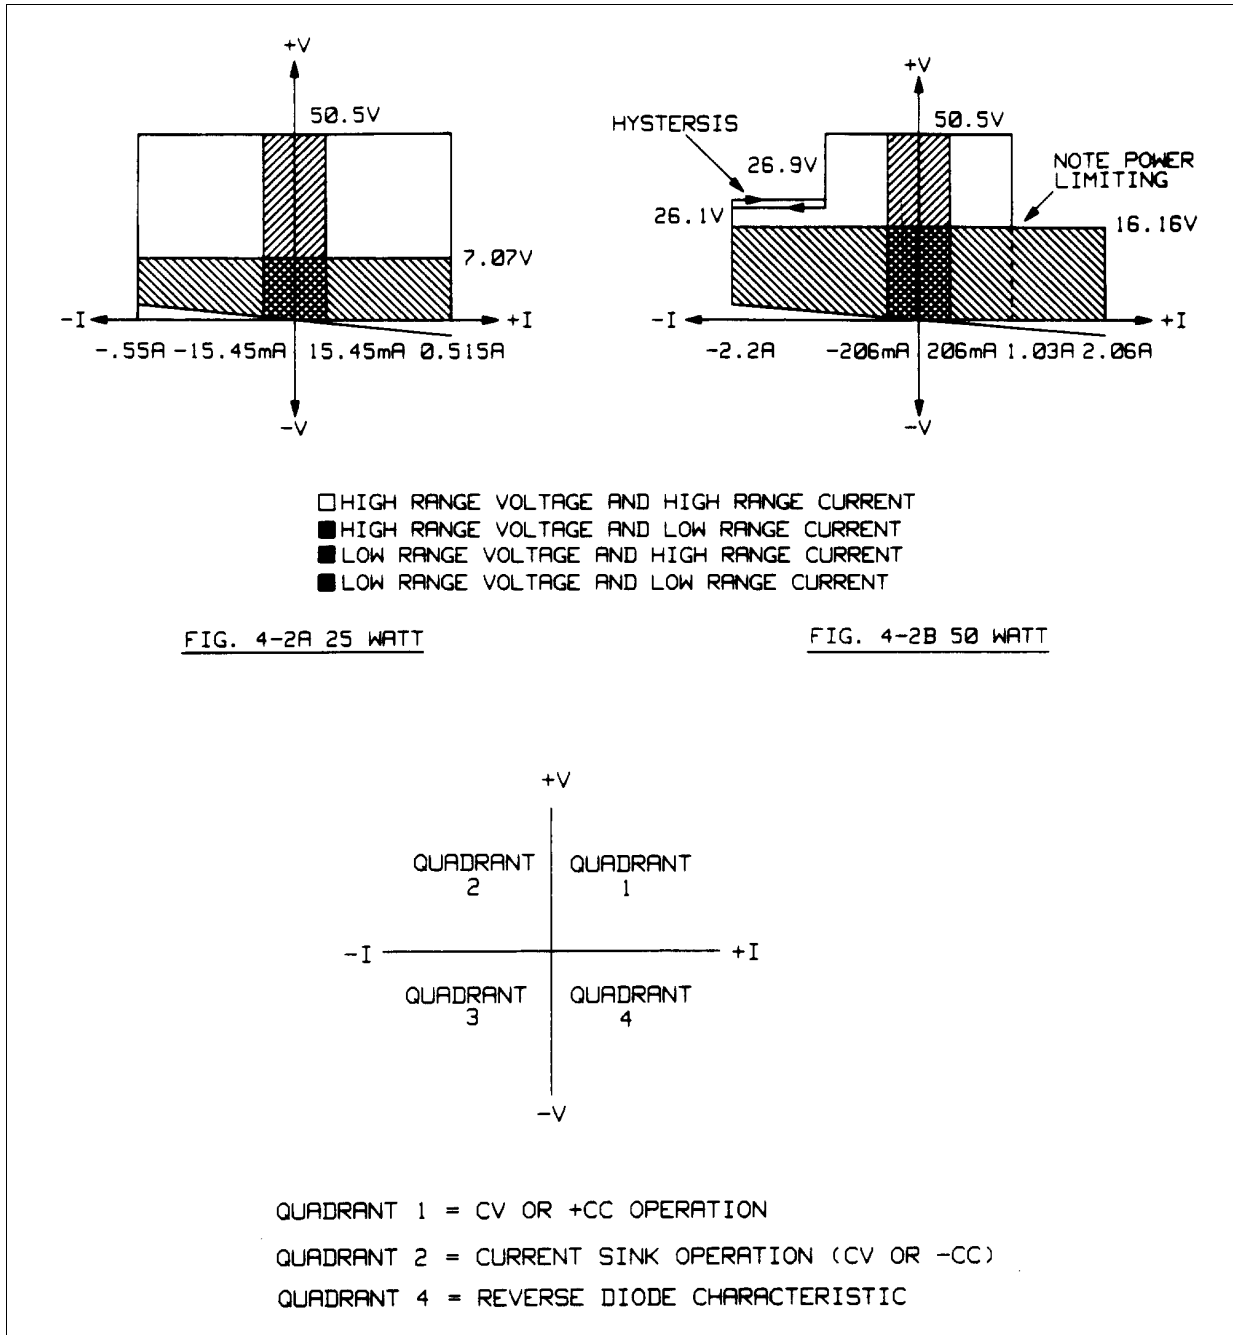 +V
50.5V
7.07V
-I
+I
-.55A -15.45mA 15.45mA 0.515A
-V
+V
HYSTERSIS
50.5V
26.9V
NOTE POWER
LIMITING
26.1V
16.16V
-I
+I
-2.2A -206mA 206mA 1.03A 2.06A
-V
HIGH RANGE VOLTAGE AND HIGH RANGE CURRENT
HIGH RANGE VOLTAGE AND LOW RANGE CURRENT
LOW RANGE VOLTAGE AND HIGH RANGE CURRENT
LOW RANGE VOLTAGE AND LOW RANGE CURRENT
FIG. 4-2A 25 WATT
FIG. 4-2B 50 WATT
+V
QUADRANT
2
QUADRANT
1
-I
+I
QUADRANT
3
QUADRANT
4
-V
QUADRANT 1 = CV OR +CC OPERATION
QUADRANT 2 = CURRENT SINK OPERATION (CV OR -CC)
QUADRANT 4 = REVERSE DIODE CHARACTERISTIC